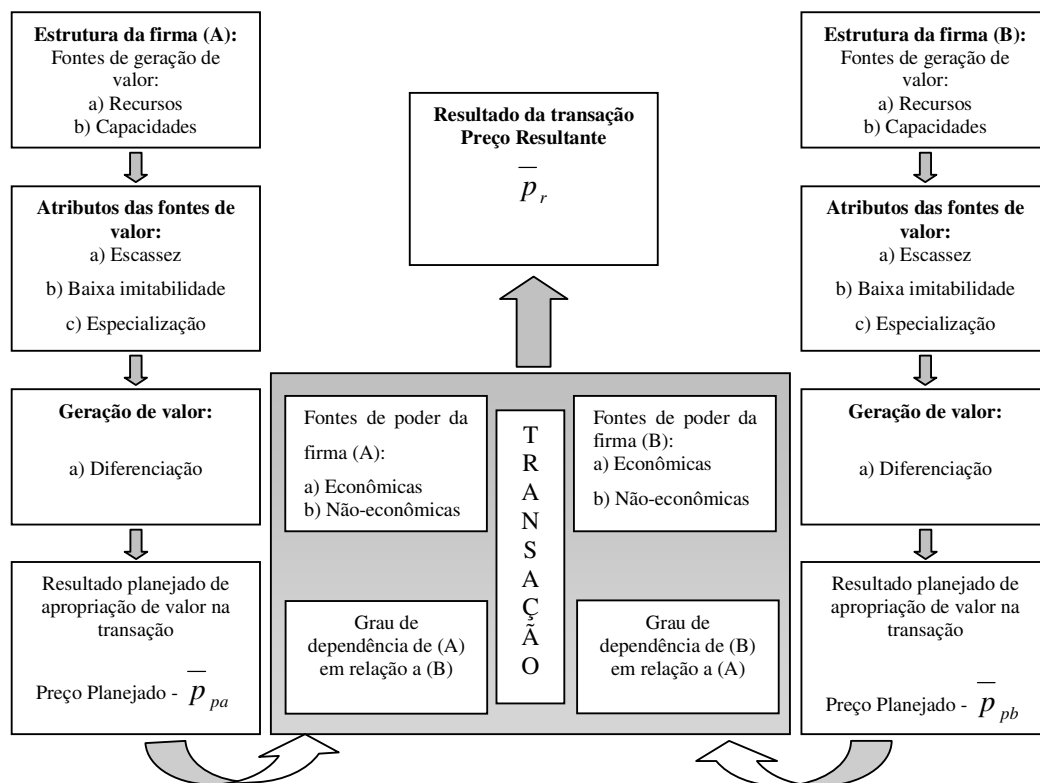 Estrutura da firma (A):
Fontes de geração de
valor:
a) Recursos
b) Capacidades
Atributos das fontes de
valor:
a) Escassez
b) Baixa imitabilidade
c) Especialização
Geração de valor:
a) Diferenciação
Resultado planejado de
apropriação de valor na
transação
Preço Planejado - p̅ pa
Resultado da transação
Preço Resultante
p̅ r
Fontes de poder da
firma (A):
a) Econômicas
b) Não-econômicas
Grau de
dependência de (A)
em relação a (B)
T
R
A
N
S
A
Ç
Ã
O
Fontes de poder da
firma (B):
a) Econômicas
b) Não-econômicas
Grau de
dependência de (B)
em relação a (A)
Estrutura da firma (B):
Fontes de geração de
valor:
a) Recursos
b) Capacidades
Atributos das fontes de
valor:
a) Escassez
b) Baixa imitabilidade
c) Especialização
Geração de valor:
a) Diferenciação
Resultado planejado de
apropriação de valor na
transação
Preço Planejado - p̅ pb